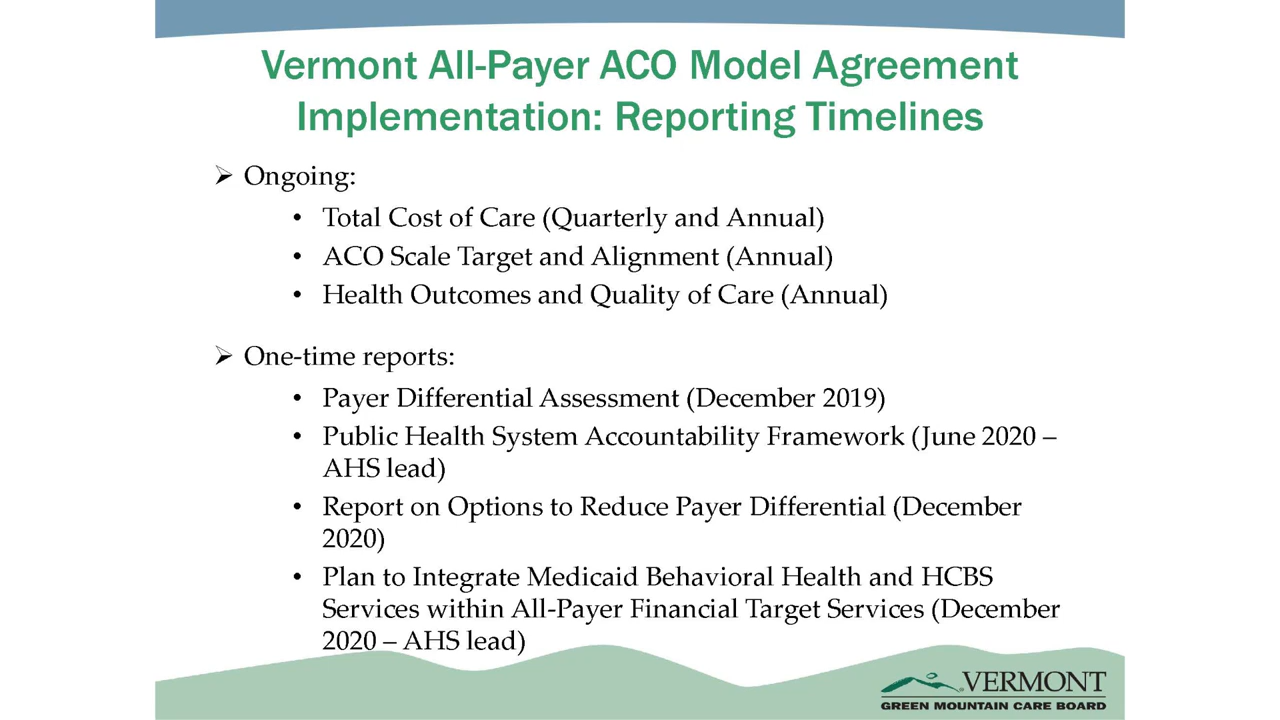 Vermont All-Payer ACO Model Agreement
Implementation: Reporting Timelines
➢ Ongoing:
• Total Cost of Care (Quarterly and Annual)
• ACO Scale Target and Alignment (Annual)
• Health Outcomes and Quality of Care (Annual)
➢ One-time reports:
• Payer Differential Assessment (December 2019)
• Public Health System Accountability Framework (June 2020 –
AHS lead)
• Report on Options to Reduce Payer Differential (December
2020)
• Plan to Integrate Medicaid Behavioral Health and HCBS
Services within All-Payer Financial Target Services (December
2020 – AHS lead)
VERMONT
GREEN MOUNTAIN CARE BOARD